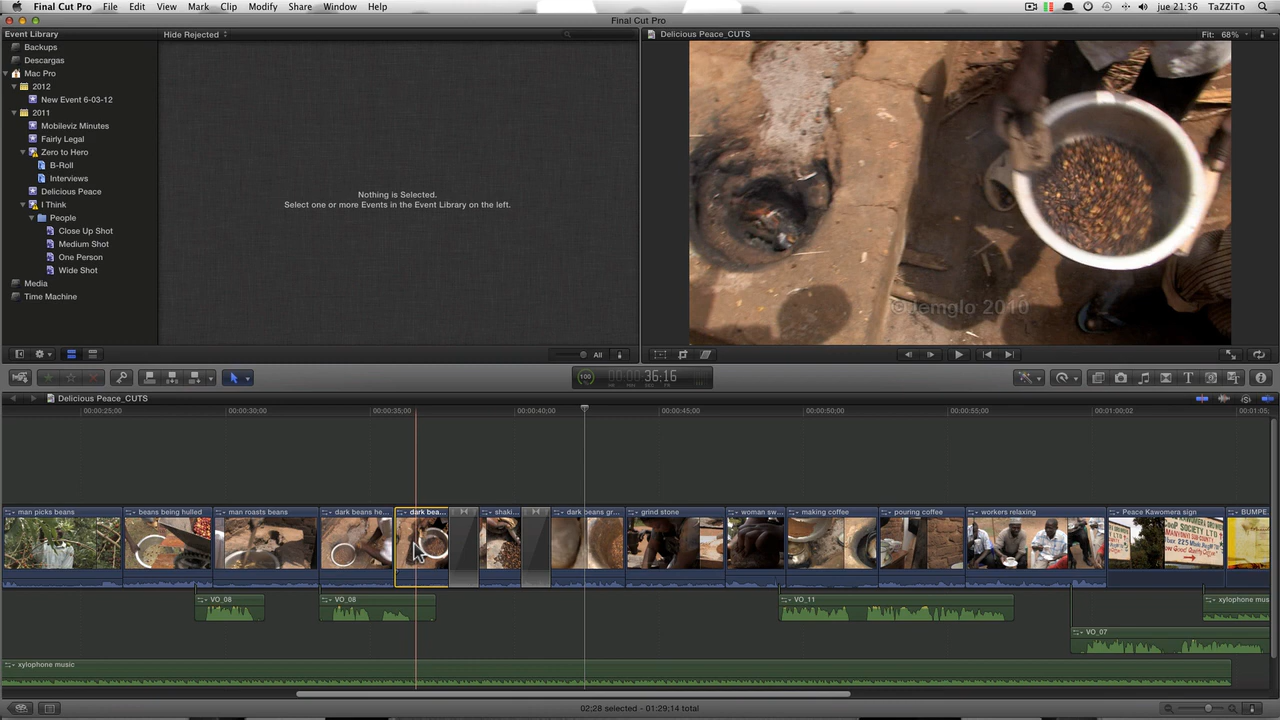 Final Cut Pro File Edit View Mark Clip Modify Share Window Help jue 21:36 TaZZiTo
Final Cut Pro
Event Library
Hide Rejected
Delicious Peace_CUTS
Fit: 68%
Backups
Descargas
Mac Pro
2012
New Event 6-03-12
2011
Mobileviz Minutes
Fairly Legal
Zero to Hero
B-Roll
Interviews
Delicious Peace
I Think
People
Close Up Shot
Medium Shot
One Person
Wide Shot
Media
Time Machine
Nothing is Selected.
Select one or more Events in the Event Library on the left.
©Jemglo 2010
All
100
36:16
Delicious Peace_CUTS
00:00:25;00 00:00:30;00 00:00:35;00 00:00:40;00 00:00:45;00 00:00:50;00 00:00:55;00 00:01:00;02 00:01:05;
man picks beans beans being hulled man roasts beans dark beans he... dark bea... shaki... dark beans gr... grind stone woman sw... making coffee pouring coffee workers relaxing Peace Kawomera sign BUMPE
VO_08 VO_08 VO_11 xylophone mus
VO_07
xylophone music
02;28 selected - 01:29;14 total